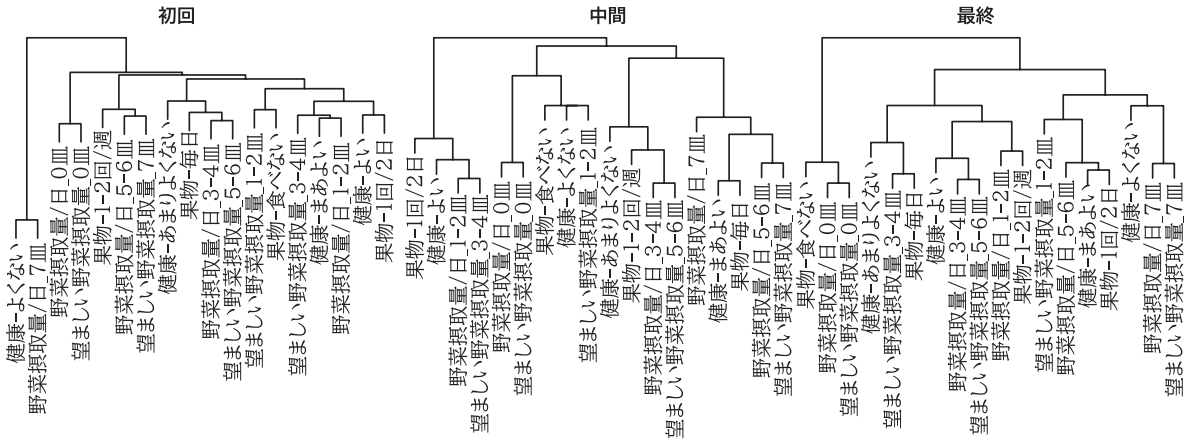 初回
中間
最終
健康-よくない
野菜摂取量/日_7皿
野菜摂取量/日_0皿
望ましい野菜摂取量_0皿
果物-1-2回/週
野菜摂取量/日_5-6皿
望ましい野菜摂取量_7皿
健康-あまりよくない
果物-毎日
野菜摂取量/日_3-4皿
望ましい野菜摂取量_5-6皿
望ましい野菜摂取量_1-2皿
果物-食べない
望ましい野菜摂取量_3-4皿
健康-まあよい
野菜摂取量/日_1-2皿
健康-よい
果物-1回/2日
果物-1回/2日
健康-よい
野菜摂取量/日_1-2皿
望ましい野菜摂取量_3-4皿
野菜摂取量/日_0皿
望ましい野菜摂取量_0皿
果物-食べない
健康-よくない
望ましい野菜摂取量_1-2皿
健康-あまりよくない
果物-1-2回/週
野菜摂取量/日_3-4皿
望ましい野菜摂取量_5-6皿
野菜摂取量/日_7皿
健康-まあよい
果物-毎日
野菜摂取量/日_5-6皿
望ましい野菜摂取量_7皿
果物-食べない
野菜摂取量/日_0皿
望ましい野菜摂取量_0皿
健康-あまりよくない
望ましい野菜摂取量_3-4皿
果物-毎日
健康-よい
野菜摂取量/日_3-4皿
望ましい野菜摂取量_5-6皿
野菜摂取量/日_1-2皿
果物-1-2回/週
望ましい野菜摂取量_1-2皿
野菜摂取量/日_5-6皿
健康-まあよい
果物-1回/2日
健康-よくない
野菜摂取量/日_7皿
望ましい野菜摂取量_7皿